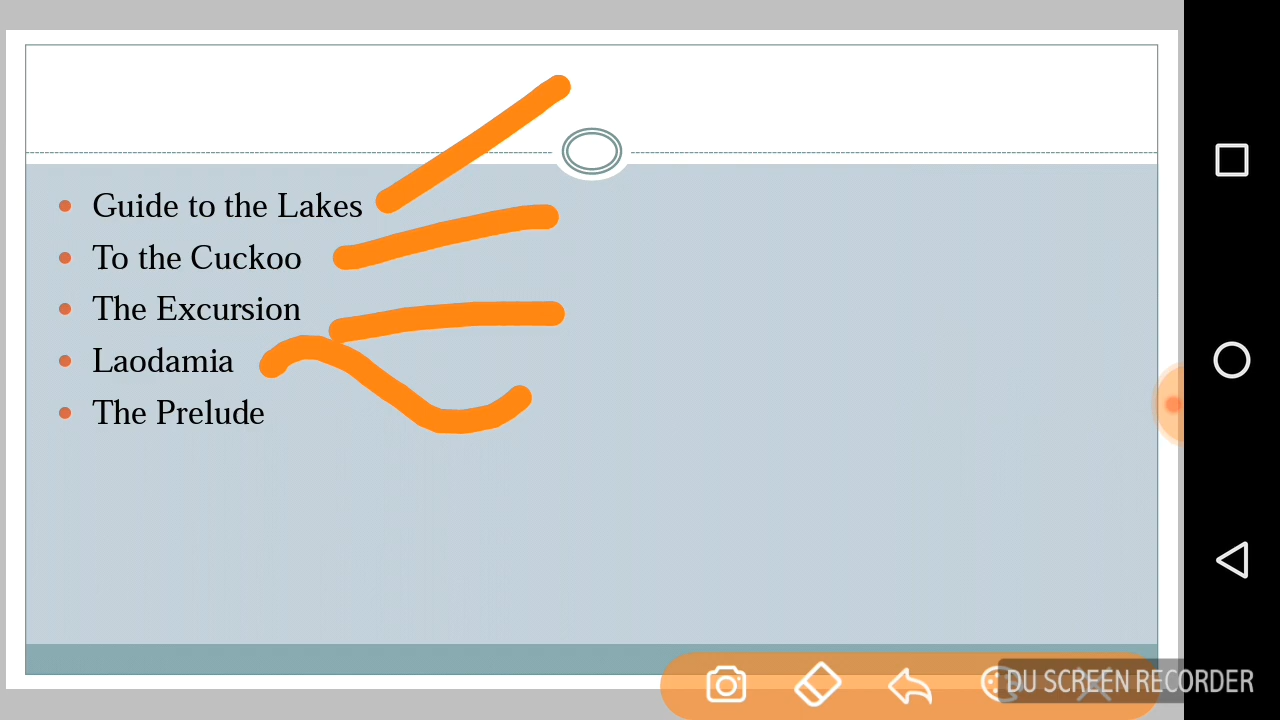 Guide to the Lakes
To the Cuckoo
The Excursion
Laodamia
The Prelude
DU SCREEN RECORDER